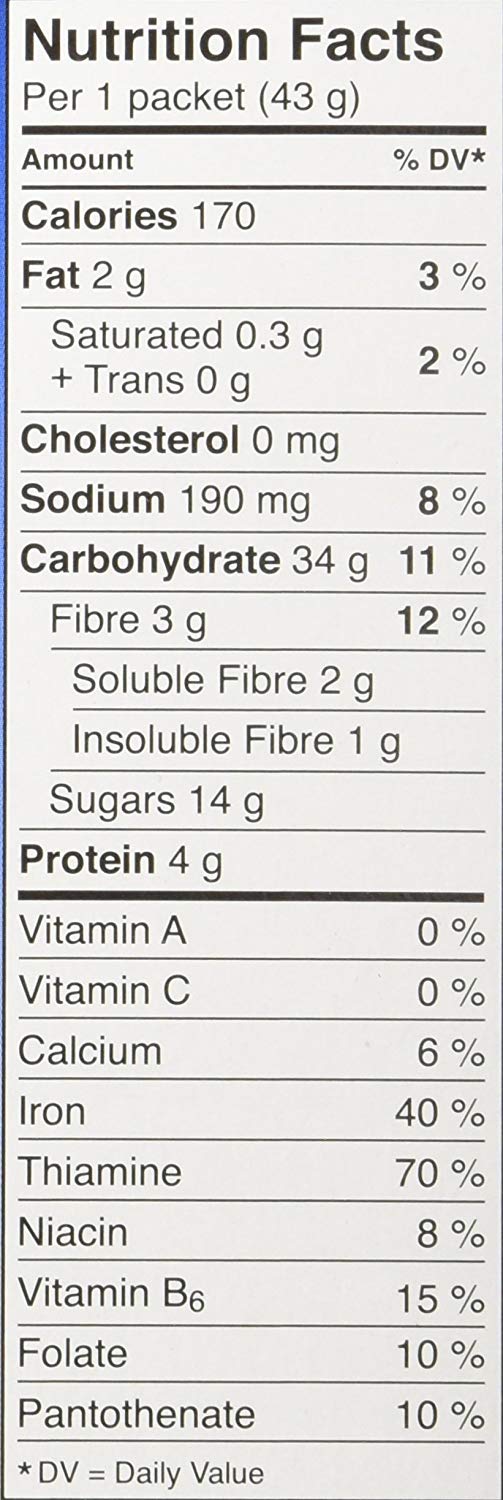 Nutrition Facts
Per 1 packet (43 g)
Amount % DV*
Calories 170
Fat 2 g 3 %
Saturated 0.3 g
+ Trans 0 g 2 %
Cholesterol 0 mg
Sodium 190 mg 8 %
Carbohydrate 34 g 11 %
Fibre 3 g 12 %
Soluble Fibre 2 g
Insoluble Fibre 1 g
Sugars 14 g
Protein 4 g
Vitamin A 0 %
Vitamin C 0 %
Calcium 6 %
Iron 40 %
Thiamine 70 %
Niacin 8 %
Vitamin B6 15 %
Folate 10 %
Pantothenate 10 %
* DV = Daily Value